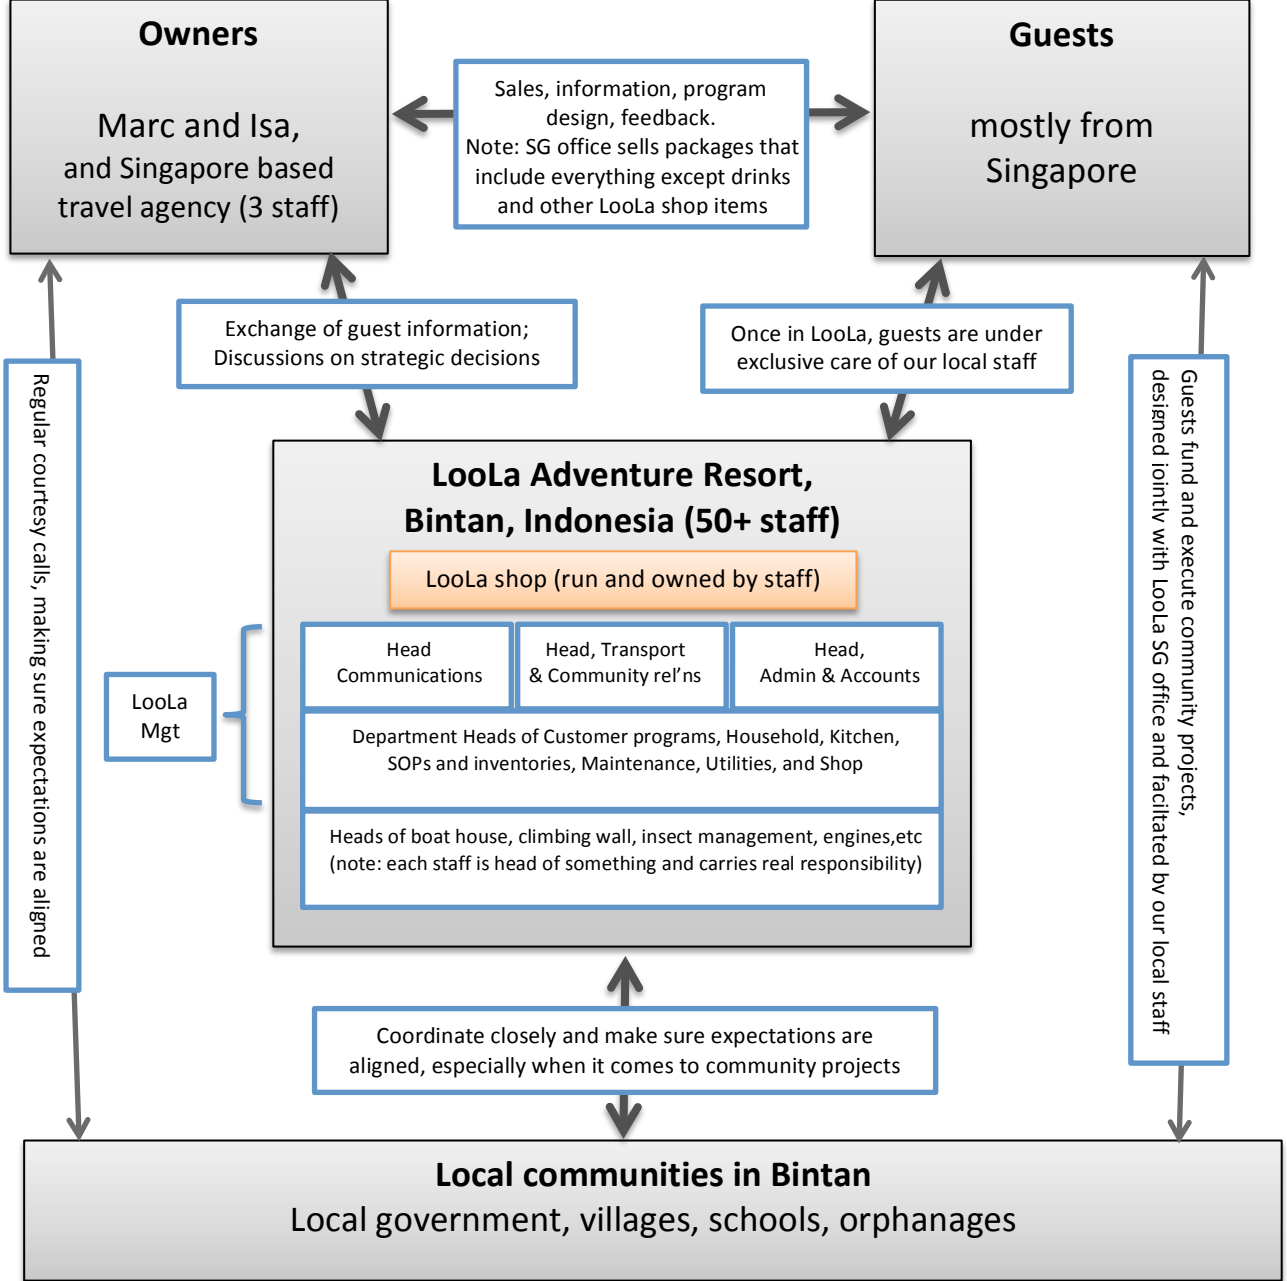 Owners
Marc and Isa,
and Singapore based
travel agency (3 staff)
Sales, information, program
design, feedback.
Note: SG office sells packages that
include everything except drinks
and other LooLa shop items
Guests
mostly from
Singapore
Exchange of guest information;
Discussions on strategic decisions
Once in LooLa, guests are under
exclusive care of our local staff
Regular courtesy calls, making sure expectations are aligned
Guests fund and execute community projects,
designed jointly with LooLa SG office and facilitated by our local staff
LooLa Adventure Resort,
Bintan, Indonesia (50+ staff)
LooLa shop (run and owned by staff)
LooLa
Mgt
Head
Communications
Head, Transport
& Community rel’ns
Head,
Admin & Accounts
Department Heads of Customer programs, Household, Kitchen,
SOPs and inventories, Maintenance, Utilities, and Shop
Heads of boat house, climbing wall, insect management, engines,etc
(note: each staff is head of something and carries real responsibility)
Coordinate closely and make sure expectations are
aligned, especially when it comes to community projects
Local communities in Bintan
Local government, villages, schools, orphanages